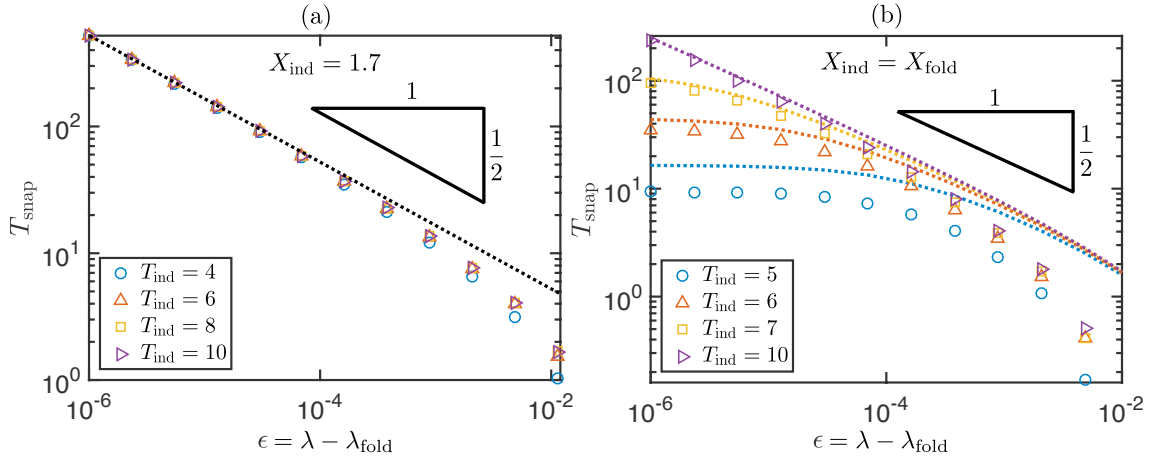 (a)
X_ind = 1.7
1
1/2
10^2
10^1
10^0
T_snap
T_ind = 4
T_ind = 6
T_ind = 8
T_ind = 10
10^-6
10^-4
10^-2
ϵ = λ − λ_fold
(b)
X_ind = X_fold
1
1/2
10^2
10^1
10^0
T_snap
T_ind = 5
T_ind = 6
T_ind = 7
T_ind = 10
10^-6
10^-4
10^-2
ϵ = λ − λ_fold